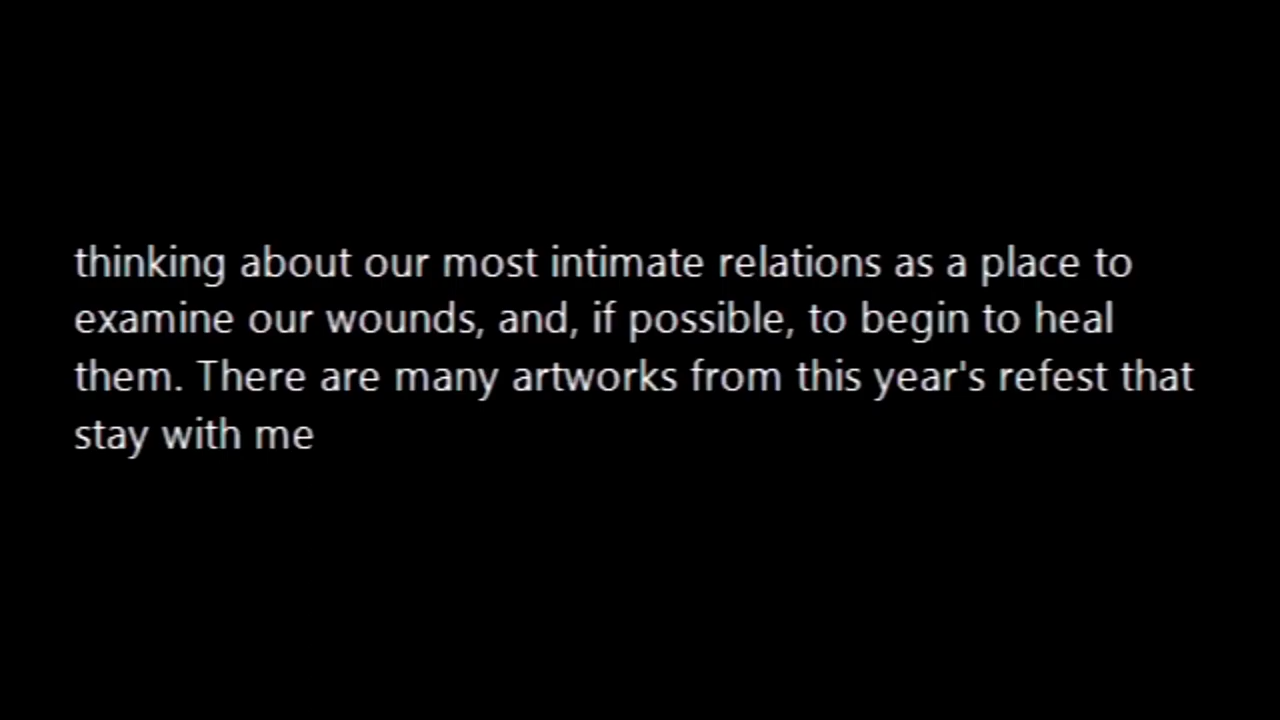 thinking about our most intimate relations as a place to
examine our wounds, and, if possible, to begin to heal
them. There are many artworks from this year's refest that
stay with me